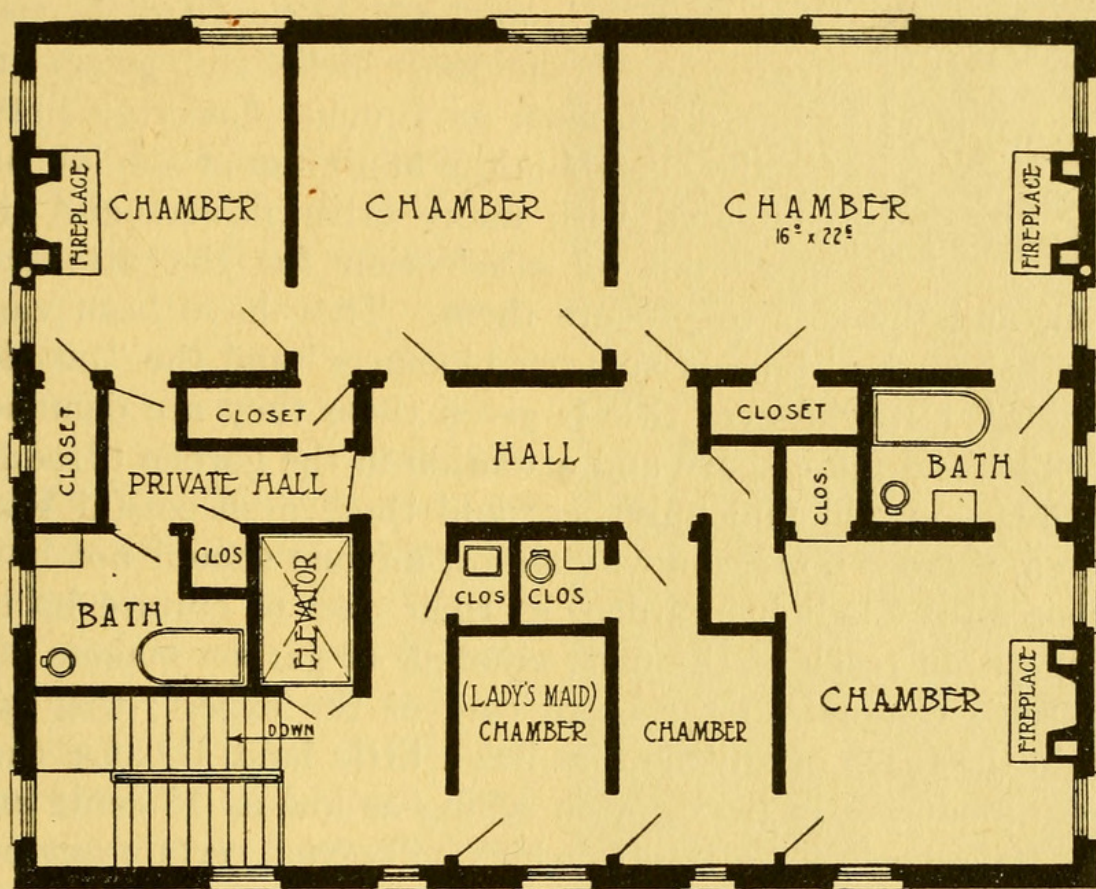 CHAMBER
CHAMBER
CHAMBER
16⁰ x 22⁶
FIREPLACE
FIREPLACE
CLOSET
CLOSET
CLOSET
HALL
PRIVATE HALL
CLOS.
BATH
CLOS
ELEVATOR
CLOS
CLOS.
BATH
(LADY'S MAID)
CHAMBER
CHAMBER
CHAMBER
FIREPLACE
DOWN